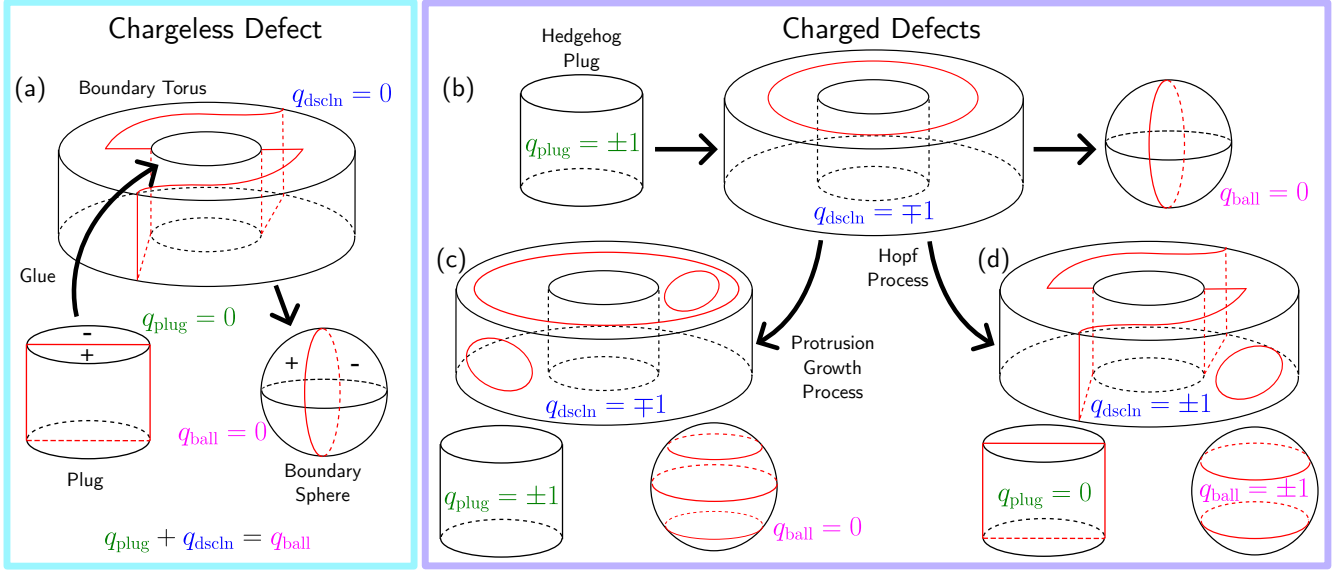 Chargeless Defect
(a)
Boundary Torus
q_dscln = 0
Glue
q_plug = 0
-
+
Plug
+
-
q_ball = 0
Boundary
Sphere
q_plug + q_dscln = q_ball
Charged Defects
(b)
Hedgehog
Plug
q_plug = ±1
q_dscln = ∓1
q_ball = 0
(c)
q_dscln = ∓1
Protrusion
Growth
Process
q_plug = ±1
q_ball = 0
Hopf
Process
(d)
q_dscln = ±1
q_plug = 0
q_ball = ±1